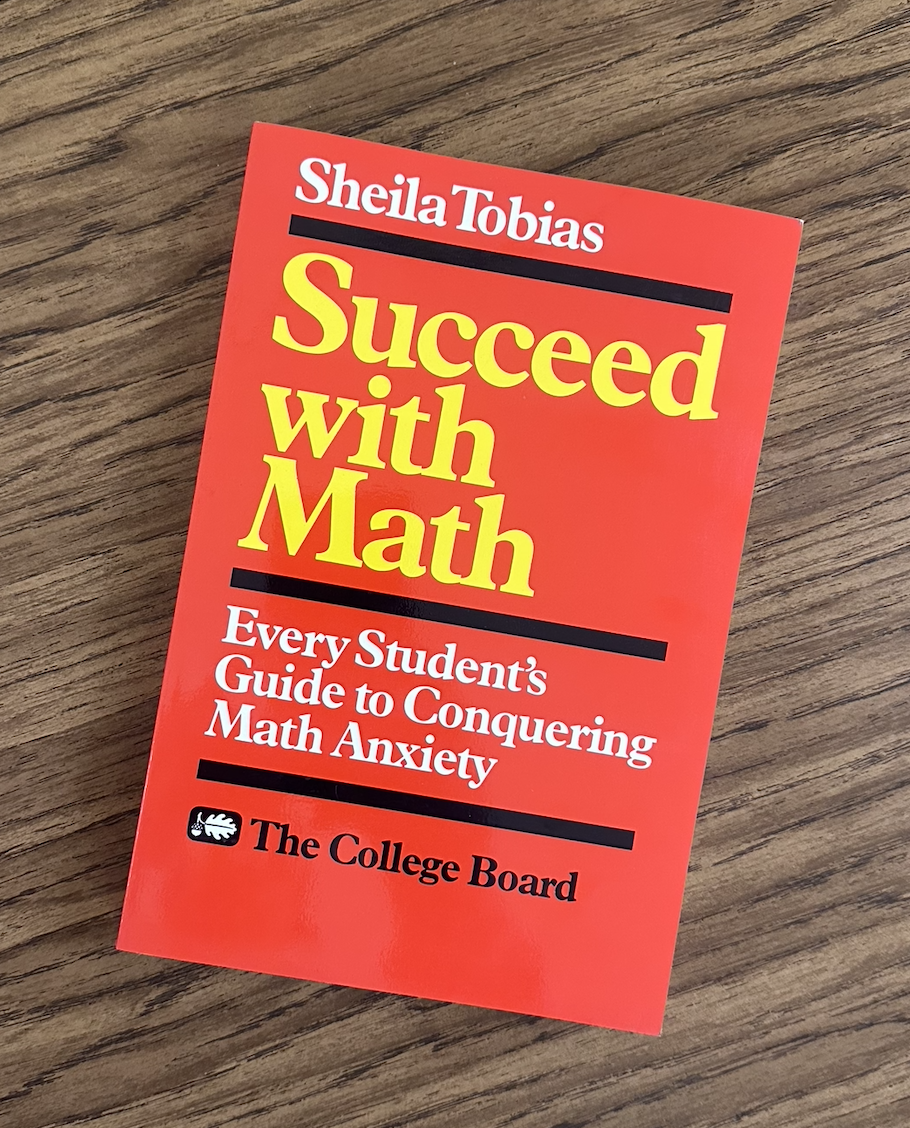 Sheila Tobias
Succeed
with
Math
Every Student’s
Guide to Conquering
Math Anxiety
The College Board